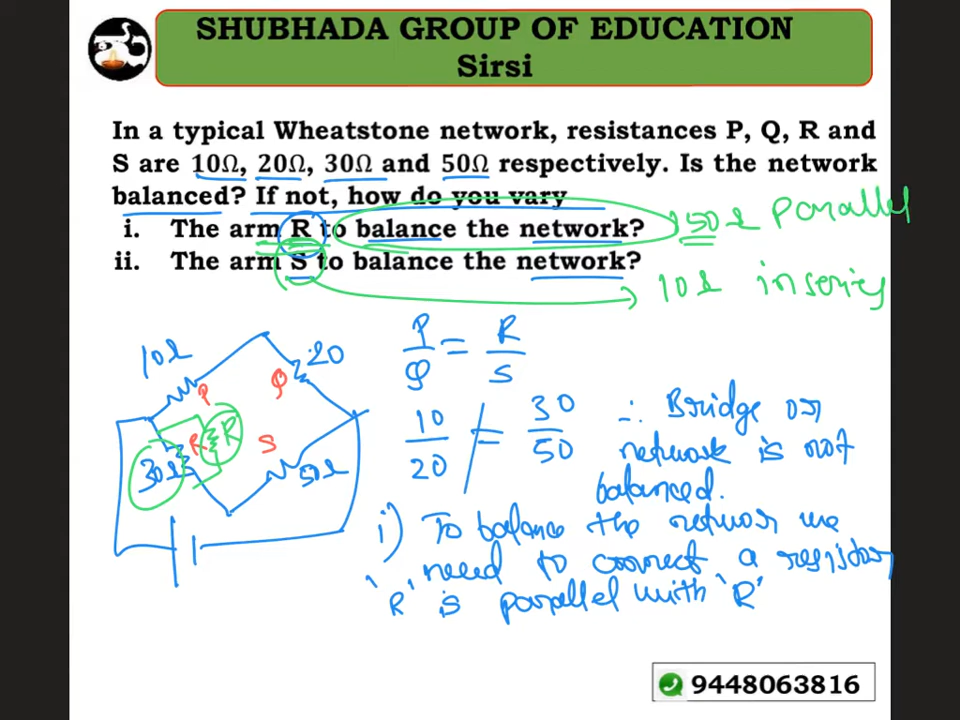 SHUBHADA GROUP OF EDUCATION
Sirsi
In a typical Wheatstone network, resistances P, Q, R and
S are 10Ω, 20Ω, 30Ω and 50Ω respectively. Is the network
balanced? If not, how do you vary
i. The arm R to balance the network?
150Ω parallel
ii. The arm S to balance the network?
10Ω in series
P/Q = R/S
10/20 ≠ 30/50
∴ Bridge or
network is not
balanced.
10Ω
20
P
Q
R
R
S
30Ω
50Ω
i) To balance the networ we
need to connect a resistor
'R' is parallel with 'R'
9448063816